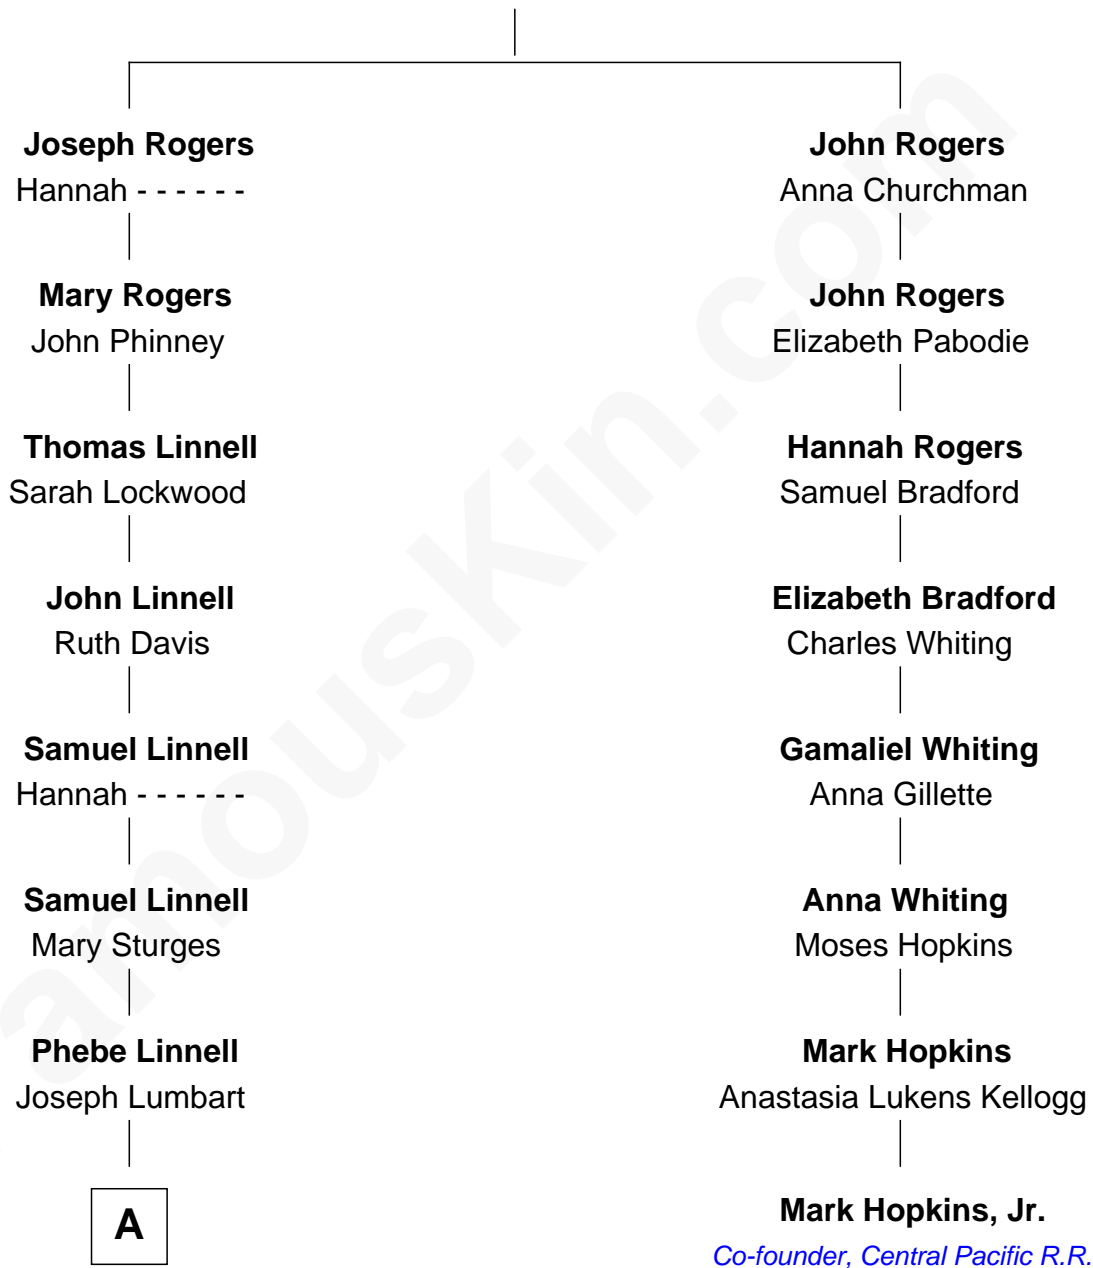 Joseph Rogers
Hannah - - - - - -
Mary Rogers
John Phinney
Thomas Linnell
Sarah Lockwood
John Linnell
Ruth Davis
Samuel Linnell
Hannah - - - - - -
Samuel Linnell
Mary Sturges
Phebe Linnell
Joseph Lumbart
A
John Rogers
Anna Churchman
John Rogers
Elizabeth Pabodie
Hannah Rogers
Samuel Bradford
Elizabeth Bradford
Charles Whiting
Gamaliel Whiting
Anna Gillette
Anna Whiting
Moses Hopkins
Mark Hopkins
Anastasia Lukens Kellogg
Mark Hopkins, Jr.
Co-founder, Central Pacific R.R.
amouskin.com